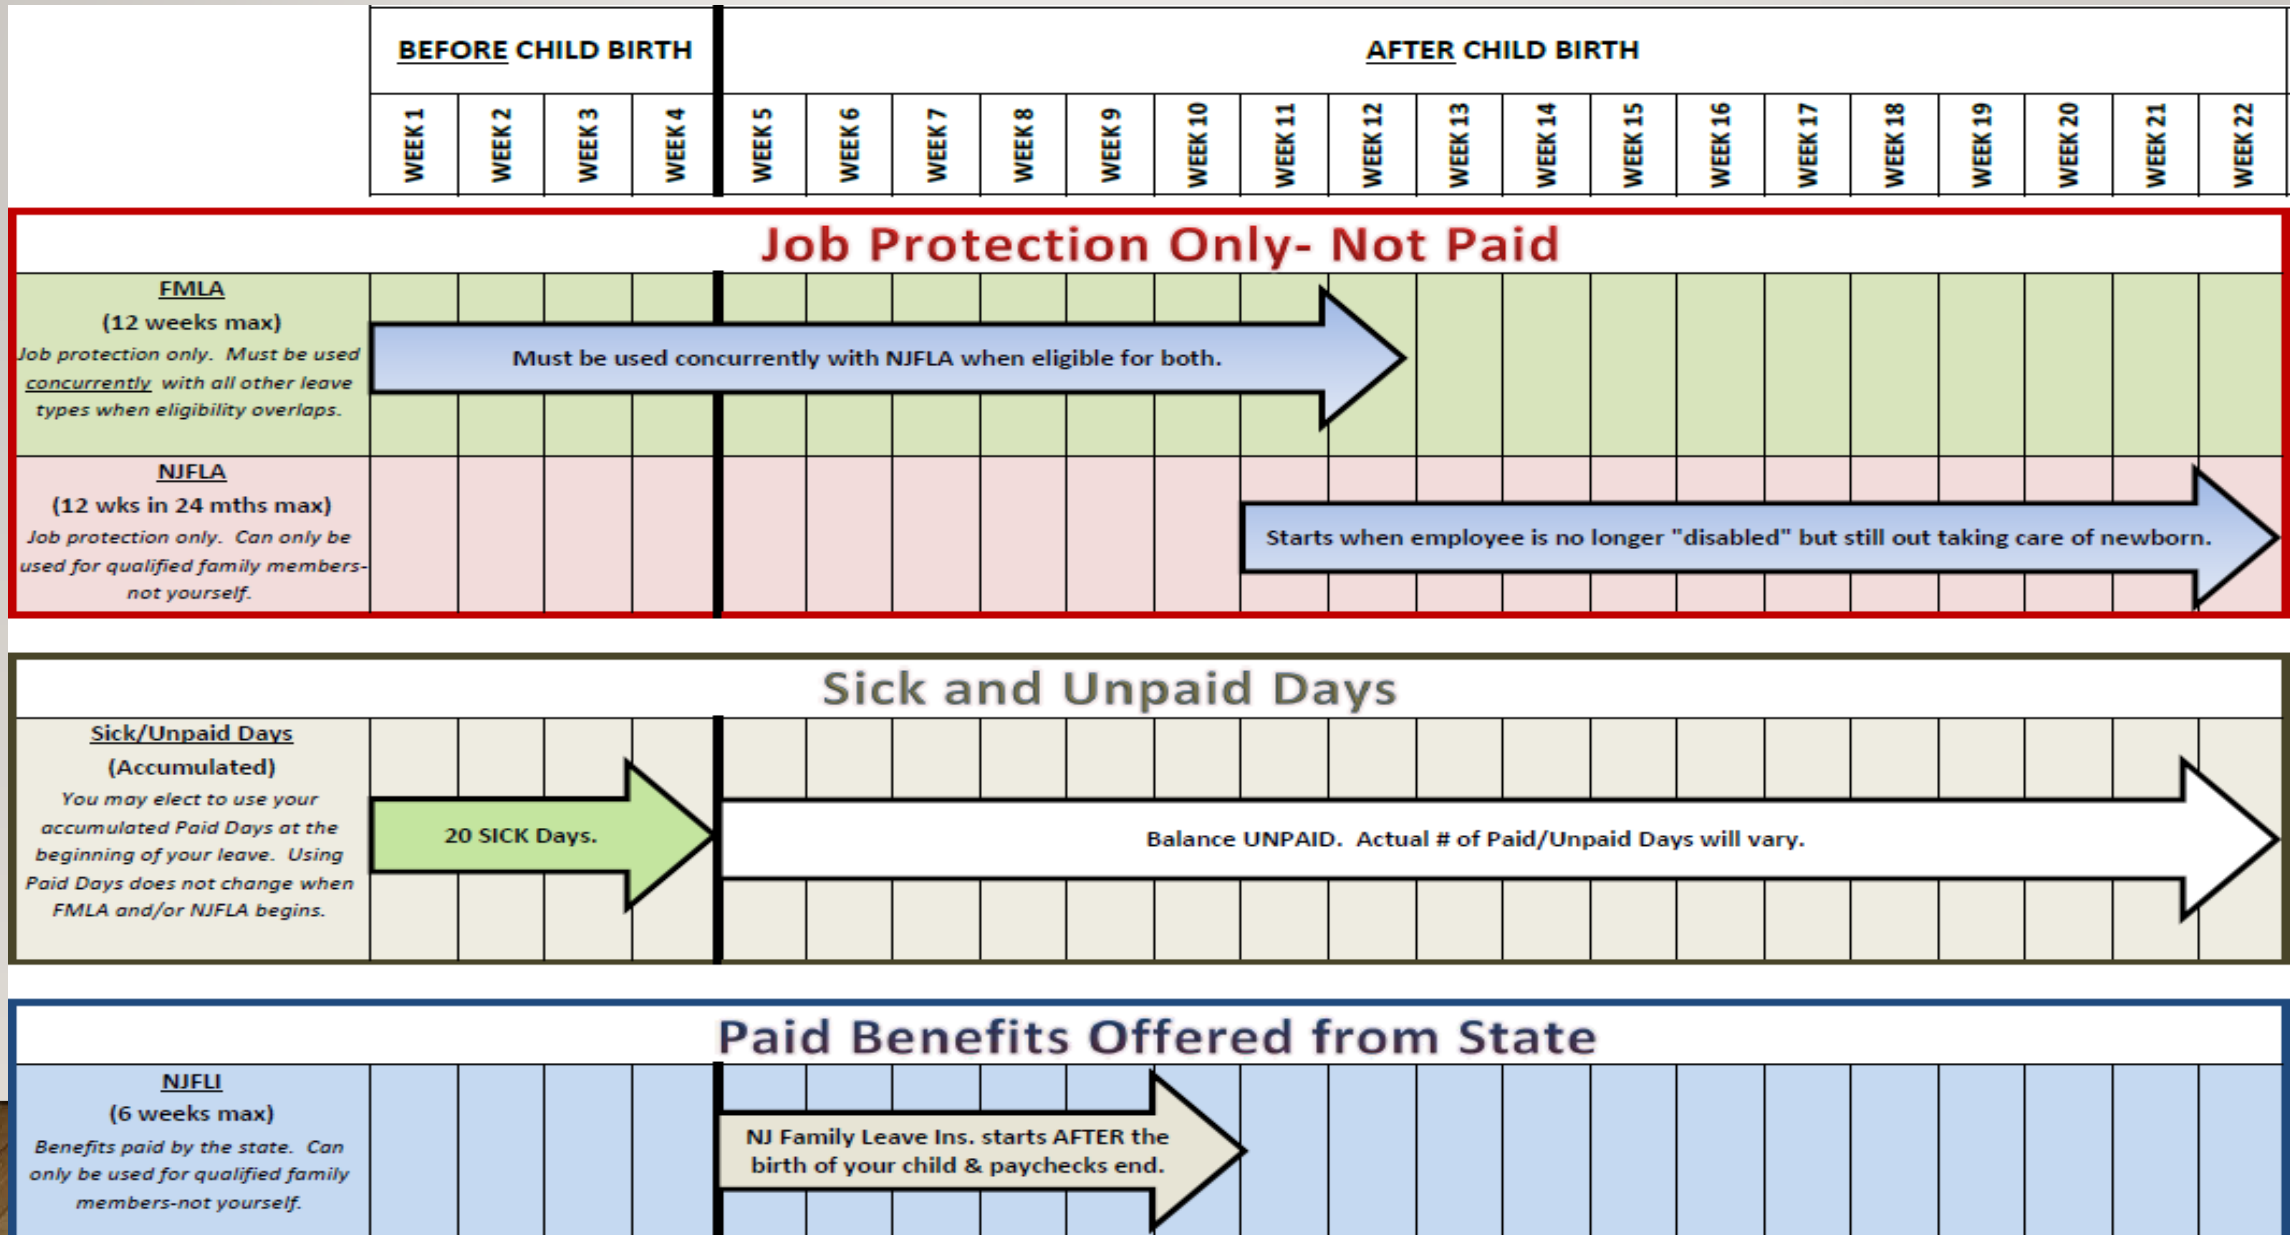 BEFORE CHILD BIRTH
AFTER CHILD BIRTH
WEEK 1
WEEK 2
WEEK 3
WEEK 4
WEEK 5
WEEK 6
WEEK 7
WEEK 8
WEEK 9
WEEK 10
WEEK 11
WEEK 12
WEEK 13
WEEK 14
WEEK 15
WEEK 16
WEEK 17
WEEK 18
WEEK 19
WEEK 20
WEEK 21
WEEK 22
Job Protection Only- Not Paid
FMLA
(12 weeks max)
Job protection only. Must be used
concurrently with all other leave
types when eligibility overlaps.
Must be used concurrently with NJFLA when eligible for both.
NJFLA
(12 wks in 24 mths max)
Job protection only. Can only be
used for qualified family members-
not yourself.
Starts when employee is no longer "disabled" but still out taking care of newborn.
Sick and Unpaid Days
Sick/Unpaid Days
(Accumulated)
You may elect to use your
accumulated Paid Days at the
beginning of your leave. Using
Paid Days does not change when
FMLA and/or NJFLA begins.
20 SICK Days.
Balance UNPAID. Actual # of Paid/Unpaid Days will vary.
Paid Benefits Offered from State
NJFLI
(6 weeks max)
Benefits paid by the state. Can
only be used for qualified family
members-not yourself.
NJ Family Leave Ins. starts AFTER the
birth of your child & paychecks end.